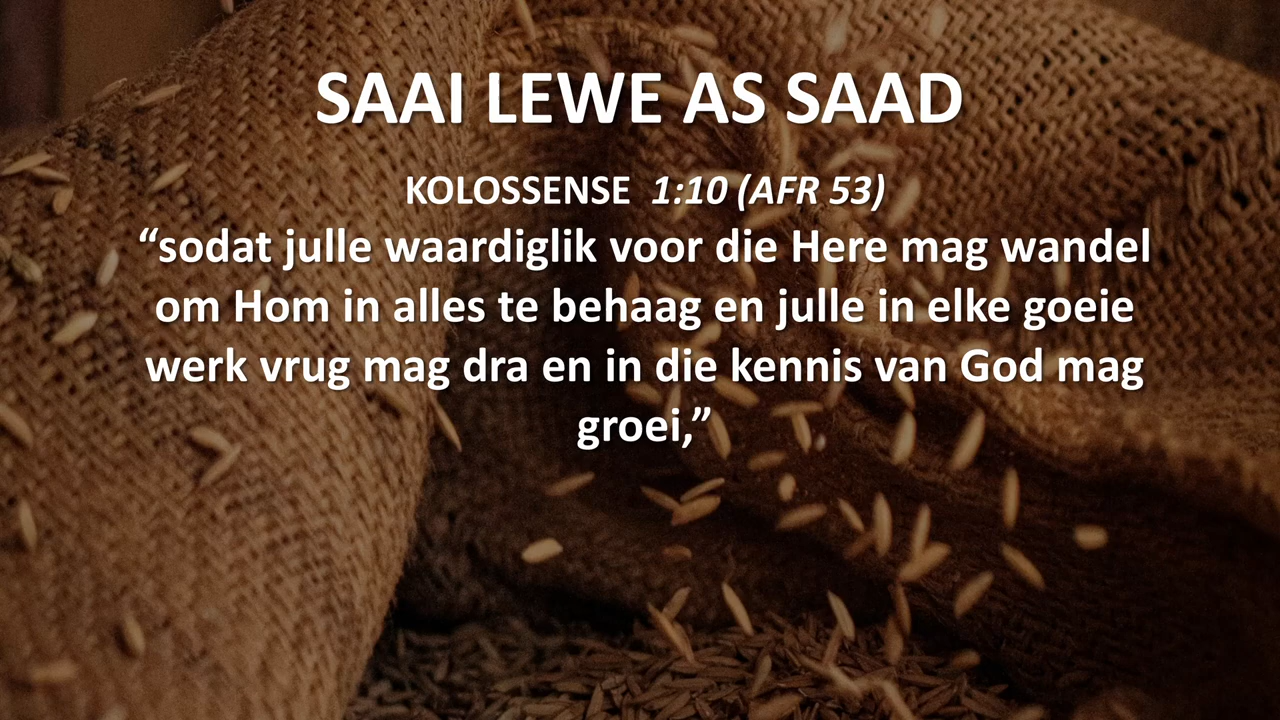 SAAI LEWE AS SAAD
KOLOSSENSE 1:10 (AFR 53)
“sodat julle waardiglik voor die Here mag wandel
om Hom in alles te behaag en julle in elke goeie
werk vrug mag dra en in die kennis van God mag
groei,”